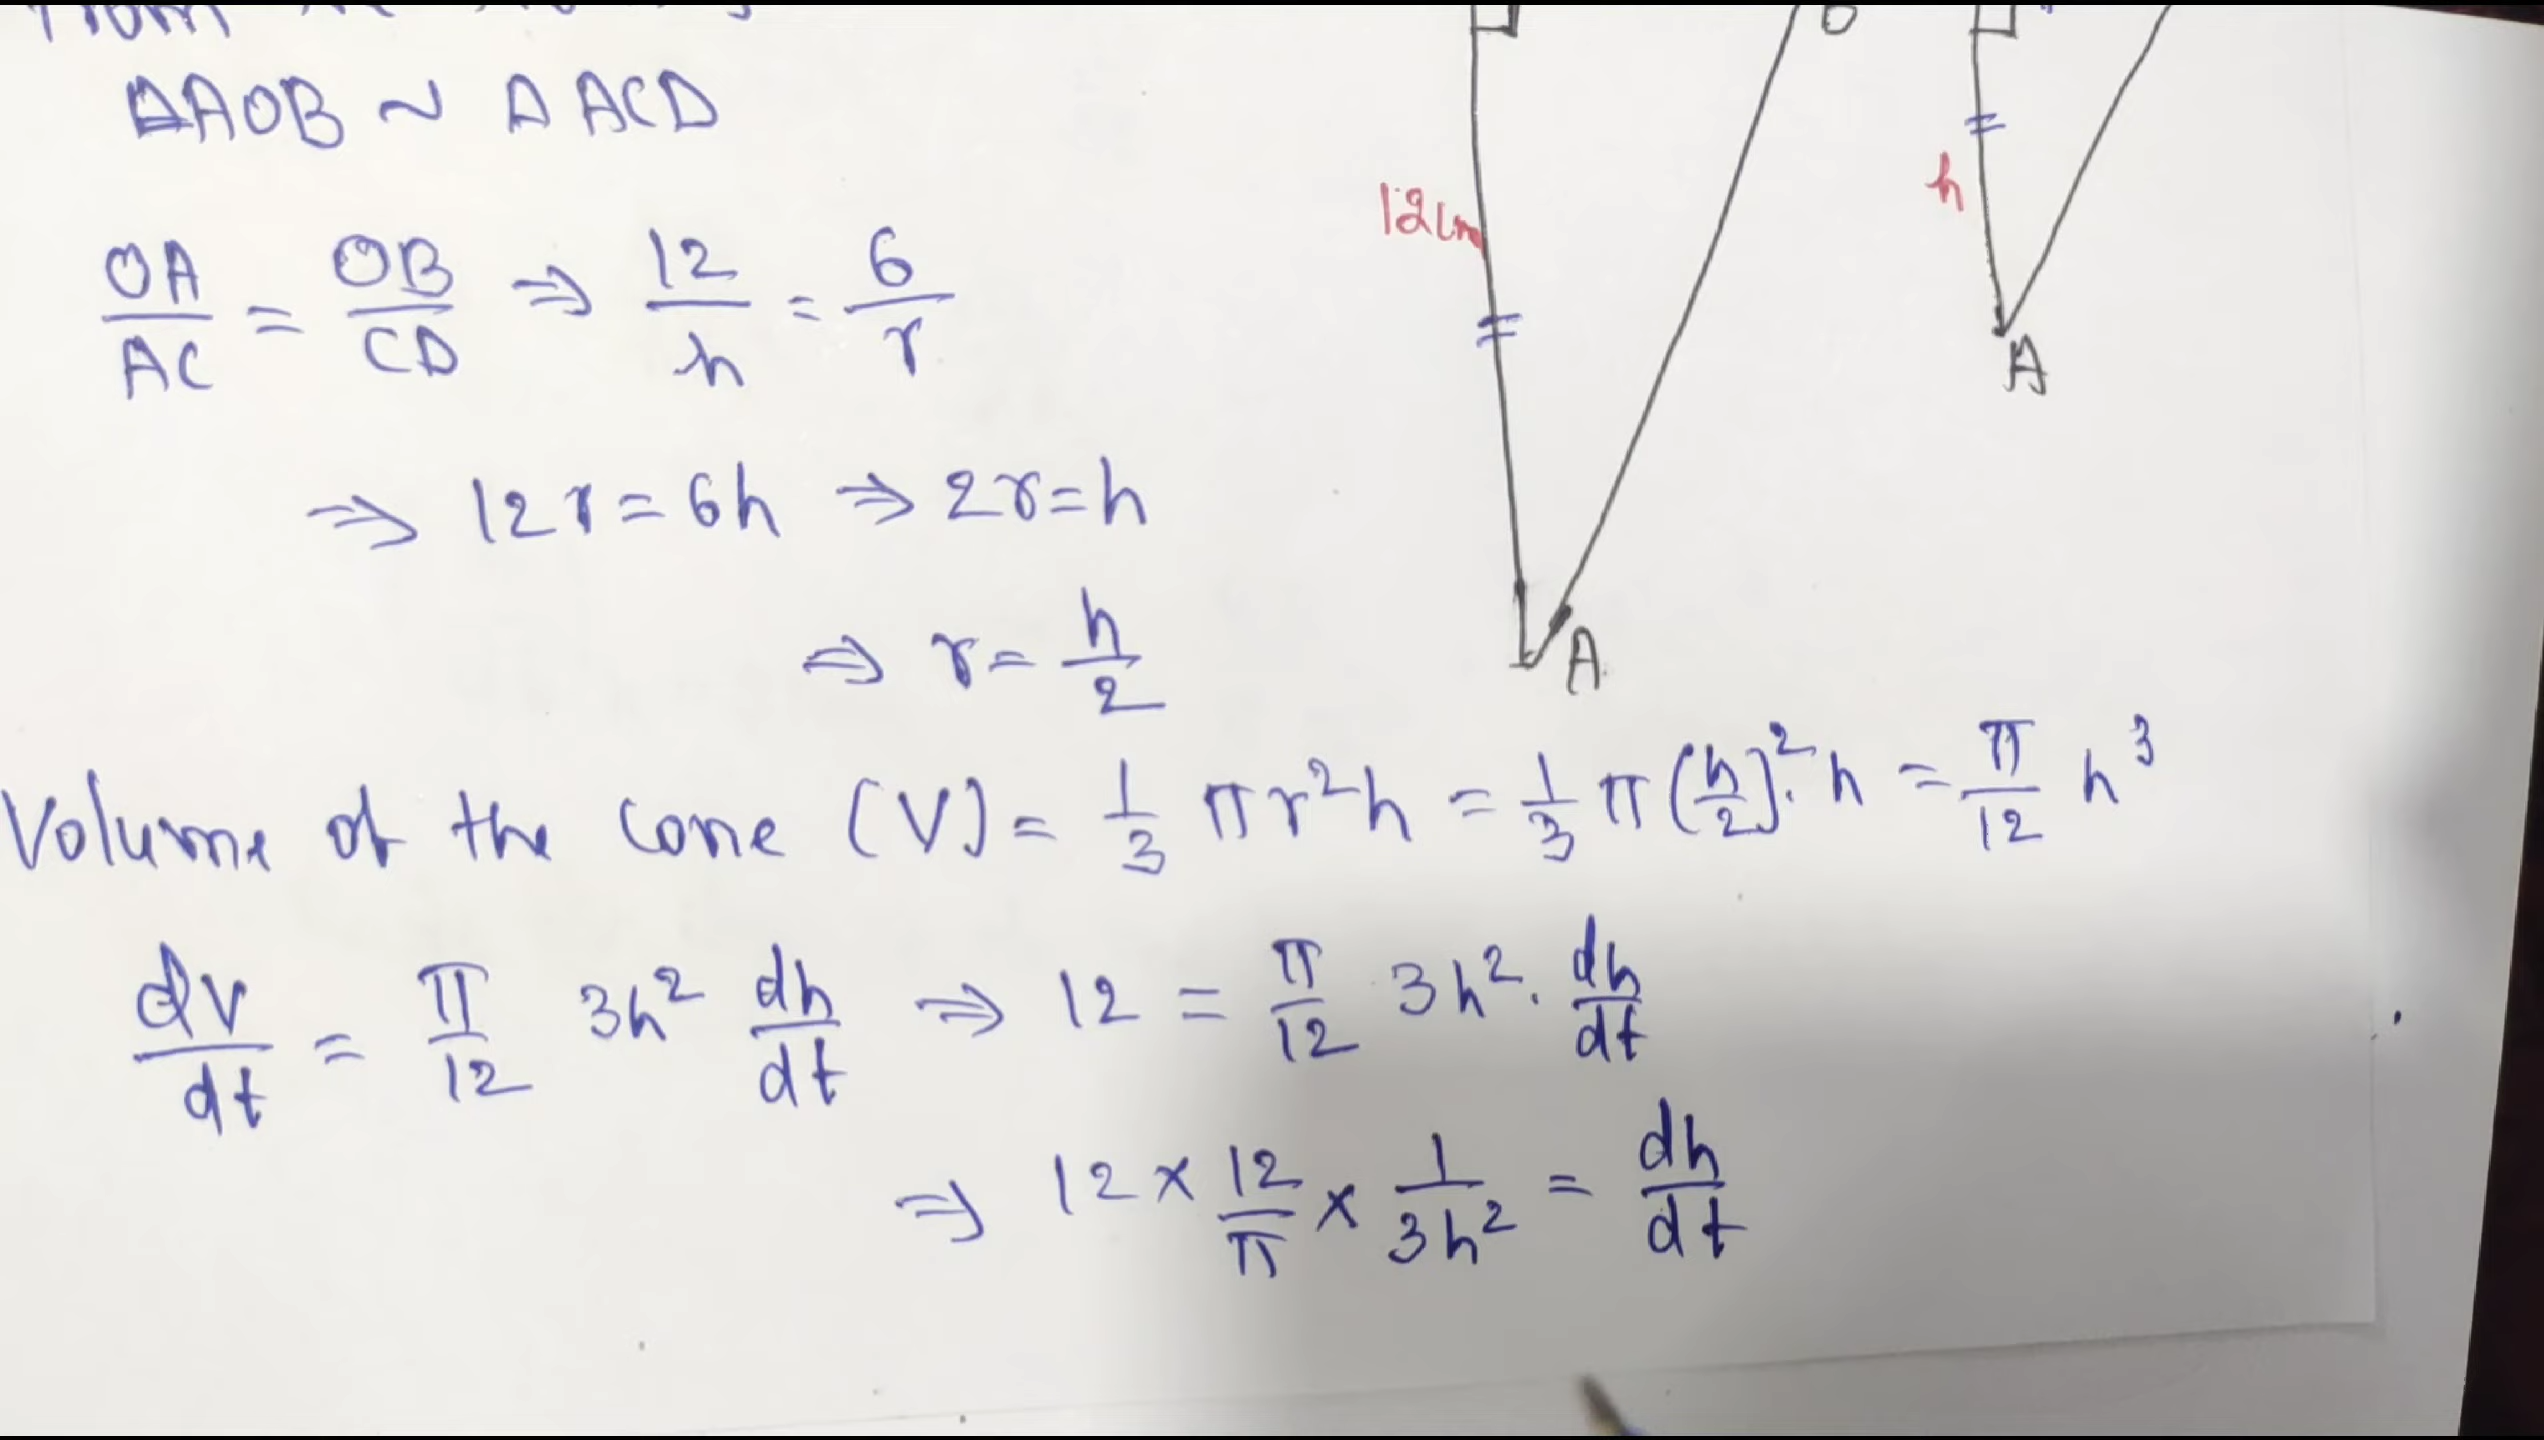 from
ΔAOB ~ Δ ACD
OA/AC = OB/CD ⇒ 12/h = 6/r
⇒ 12r = 6h ⇒ 2r = h
⇒ r = h/2
Volume of the cone (V) = 1/3 πr²h = 1/3 π(h/2)². h = π/12 h³
dv/dt = π/12 3h² dh/dt ⇒ 12 = π/12 3h². dh/dt
⇒ 12 × 12/π × 1/3h² = dh/dt
12cm
A
h
A